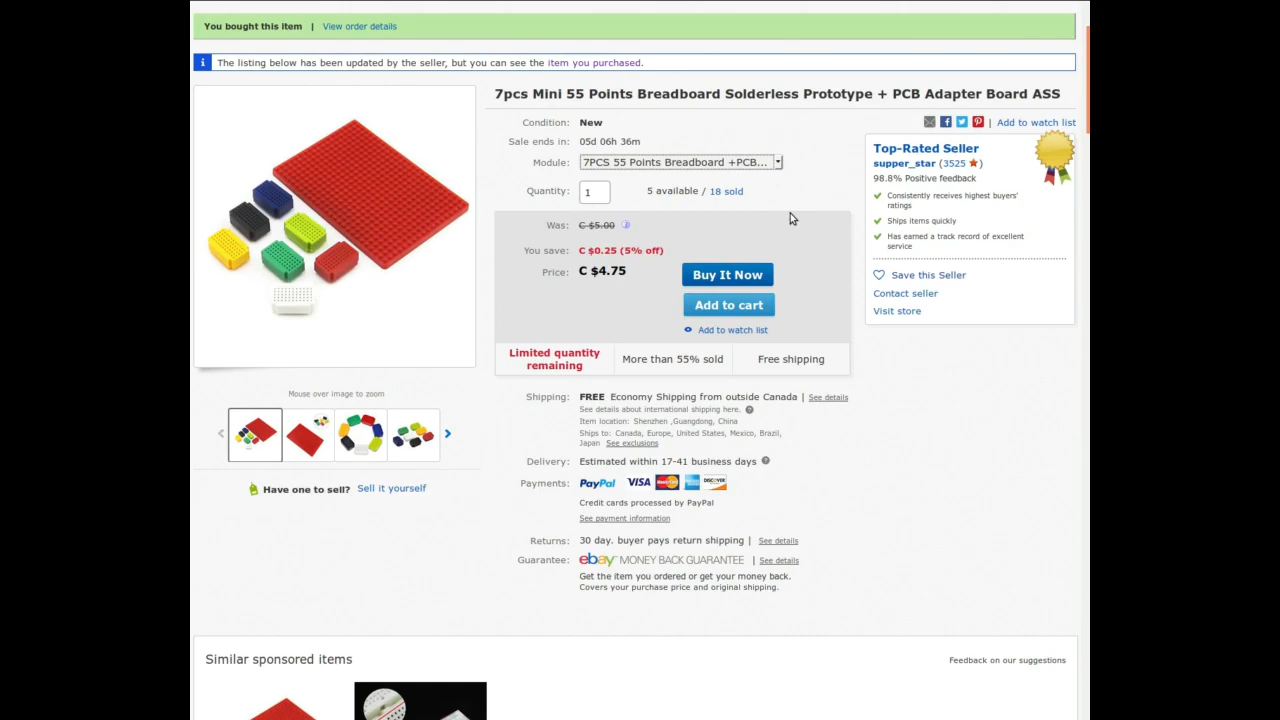 You bought this item | View order details
i The listing below has been updated by the seller, but you can see the item you purchased.
7pcs Mini 55 Points Breadboard Solderless Prototype + PCB Adapter Board ASS
Condition: New
| Add to watch list
Sale ends in: 05d 06h 36m
Module: 7PCS 55 Points Breadboard +PCB...
Quantity: 1 5 available / 18 sold
Was: C $5.00
You save: C $0.25 (5% off)
Price: C $4.75
Buy It Now
Add to cart
Add to watch list
Limited quantity remaining
More than 55% sold
Free shipping
Top-Rated Seller
supper_star (3525 ★)
98.8% Positive feedback
Consistently receives highest buyers'
ratings
Ships items quickly
Has earned a track record of excellent
service
Save this Seller
Contact seller
Visit store
Mouse over image to zoom
Have one to sell? Sell it yourself
Shipping: FREE Economy Shipping from outside Canada | See details
See details about international shipping here.
Item location: Shenzhen ,Guangdong, China
Ships to: Canada, Europe, United States, Mexico, Brazil,
Japan See exclusions
Delivery: Estimated within 17-41 business days
Payments: PayPal VISA MasterCard DISCOVER
Credit cards processed by PayPal
See payment information
Returns: 30 day. buyer pays return shipping | See details
Guarantee: ebay MONEY BACK GUARANTEE | See details
Get the item you ordered or get your money back.
Covers your purchase price and original shipping.
Similar sponsored items
Feedback on our suggestions